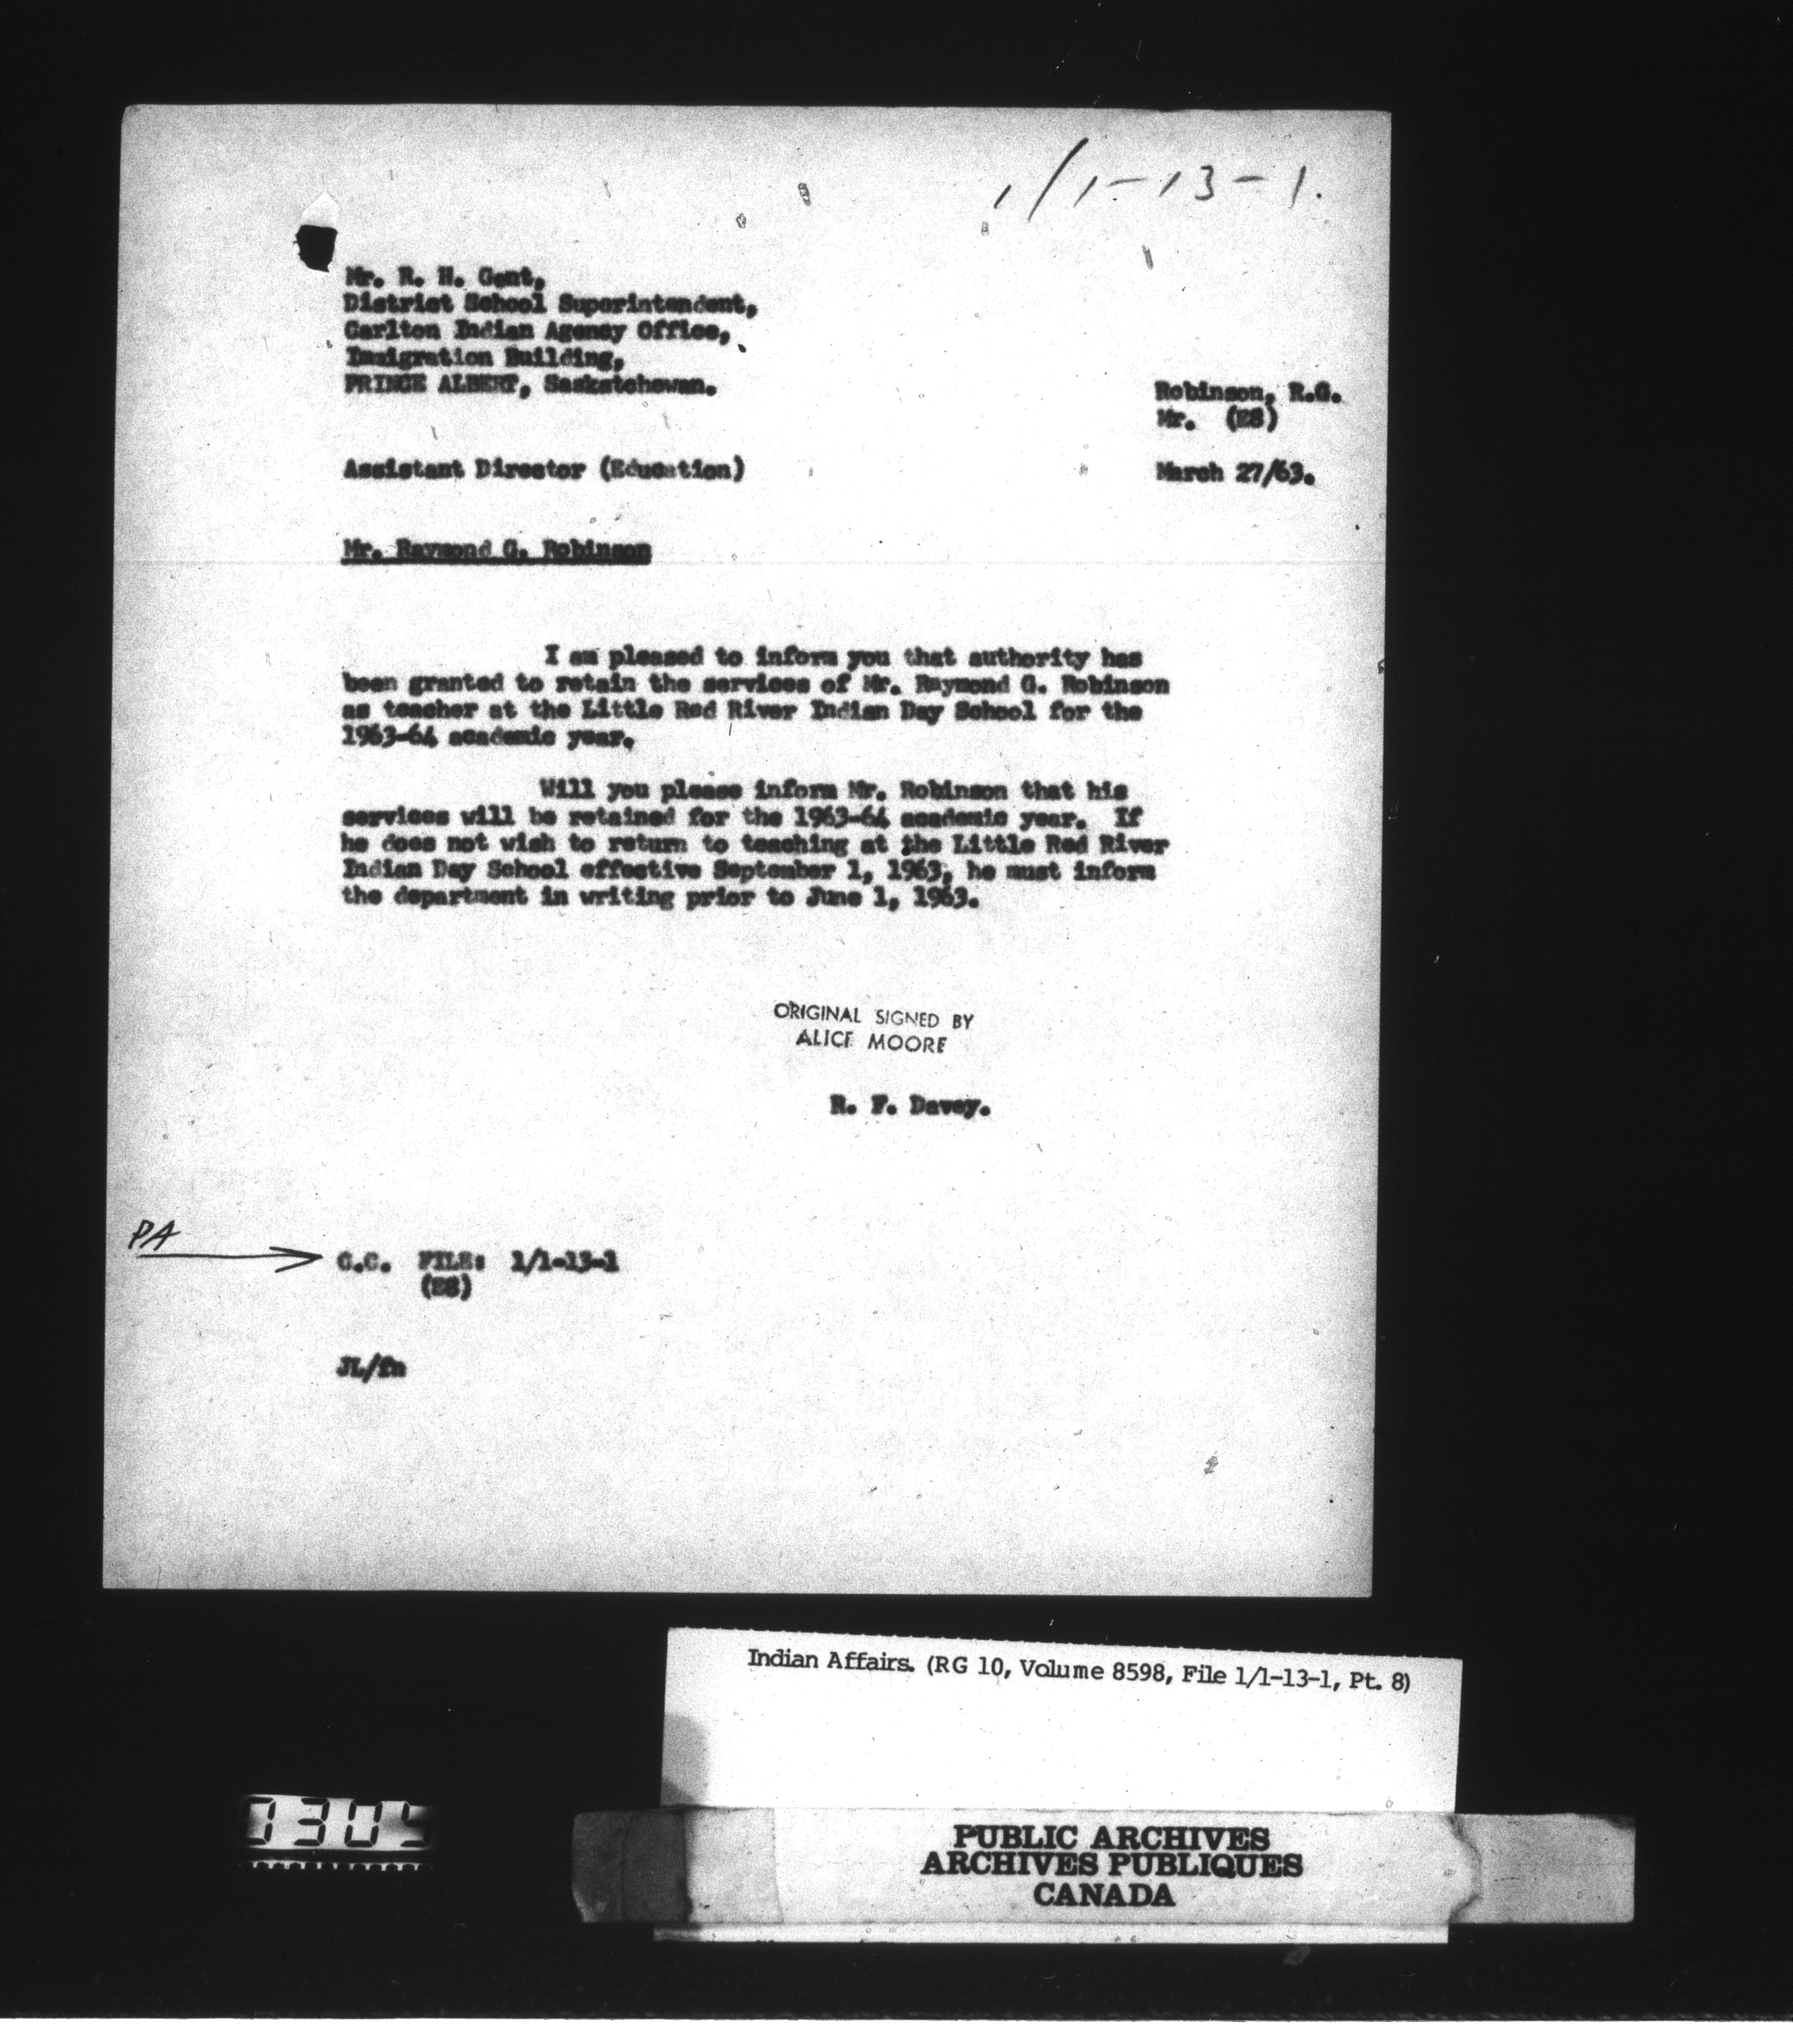 1/1-13-1.
Mr. R. H. Gent,
District School Superintendent,
Carlton Indian Agency Office,
Immigration Building,
PRINCE ALBERT, Saskatchewan.
Robinson, R.G.
Mr. (ES)
Assistant Director (Education)
March 27/63.
Mr. Raymond G. Robinson
I am pleased to inform you that authority has
been granted to retain the services of Mr. Raymond G. Robinson
as teacher at the Little Red River Indian Day School for the
1963-64 academic year.
Will you please inform Mr. Robinson that his
services will be retained for the 1963-64 academic year. If
he does not wish to return to teaching at the Little Red River
Indian Day School effective September 1, 1963, he must inform
the department in writing prior to June 1, 1963.
ORIGINAL SIGNED BY
ALICE MOORE
R. F. Davey.
PA
C.C. FILE: 1/1-13-1
(ES)
JL/fn
Indian Affairs. (RG 10, Volume 8598, File 1/1-13-1, Pt. 8)
PUBLIC ARCHIVES
ARCHIVES PUBLIQUES
CANADA